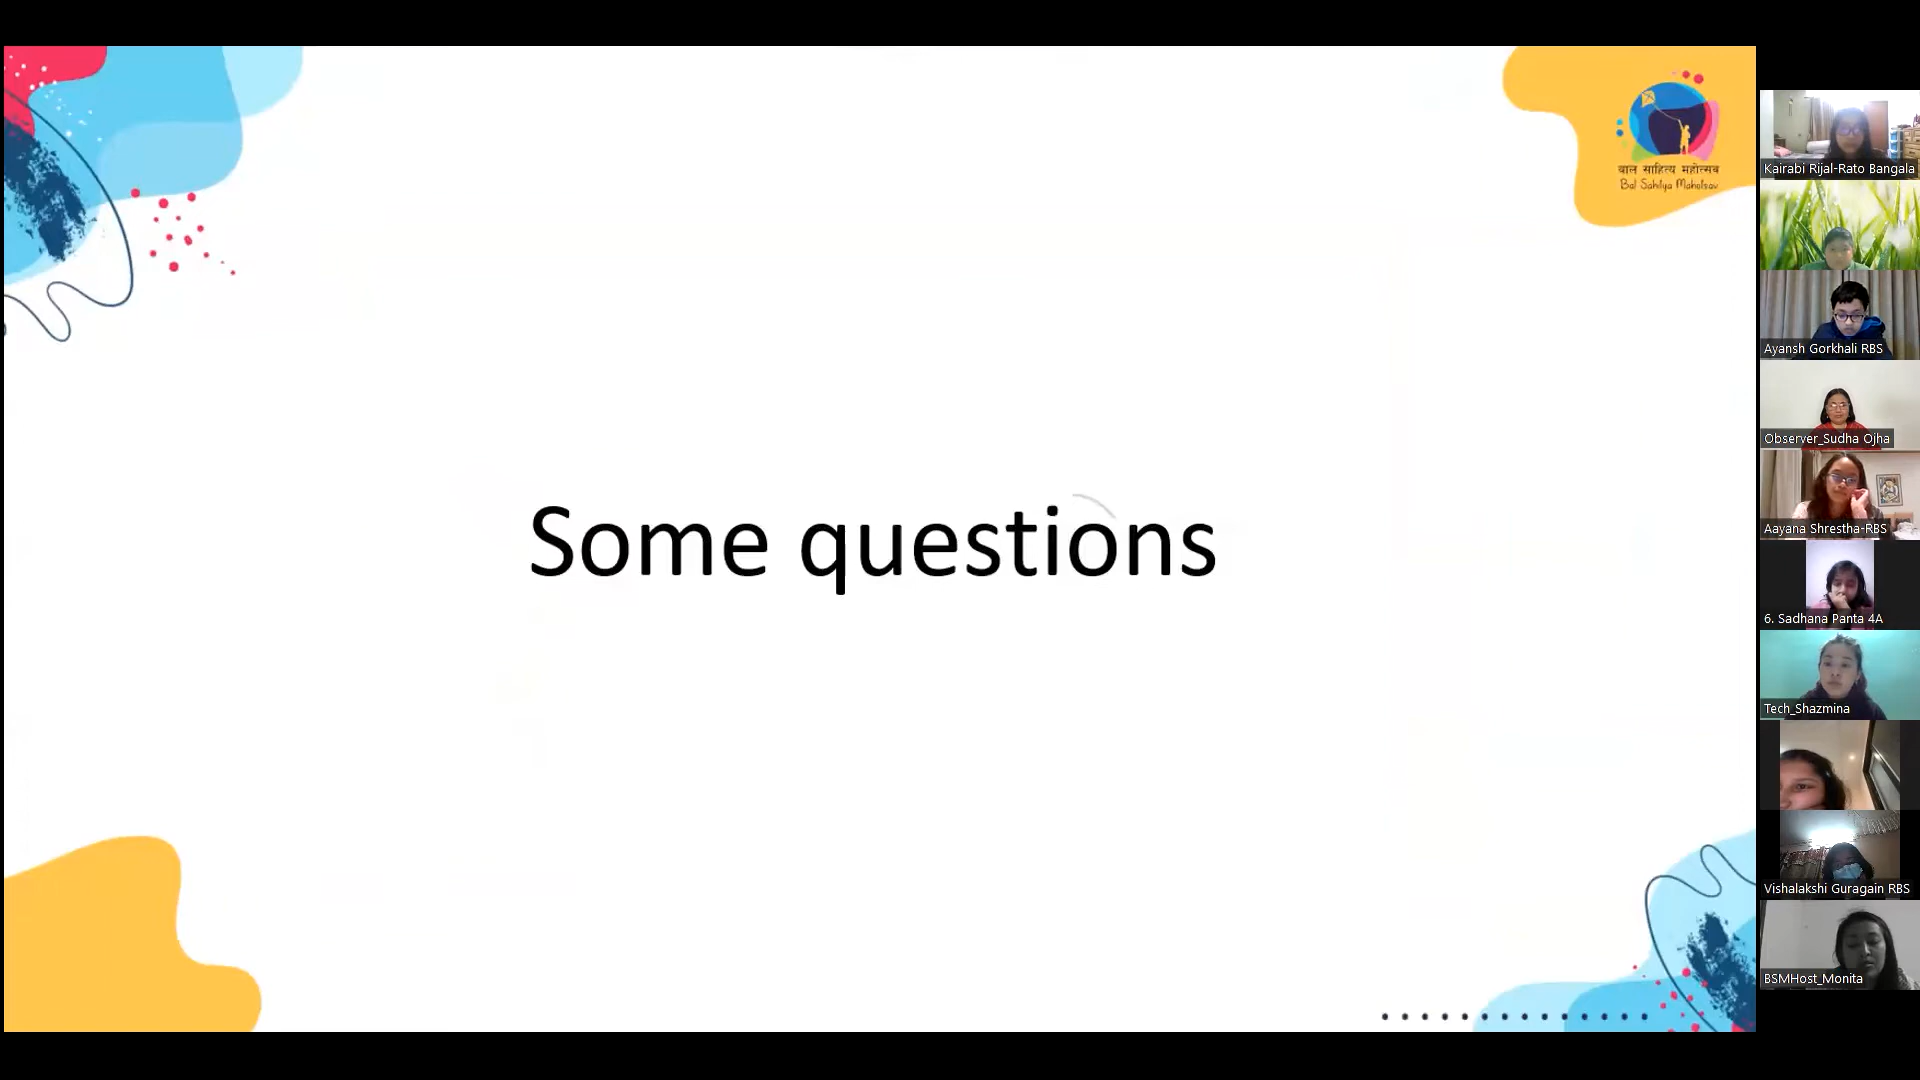 बाल साहित्य महोत्सव
Bal Sahitya Mahotsav
Some questions
Kairabi Rijal-Rato Bangala
Ayansh Gorkhali RBS
Observer_Sudha Ojha
Aayana Shrestha-RBS
6. Sadhana Panta 4A
Tech_Shazmina
Vishalakshi Guragain RBS
BSMHost_Monita